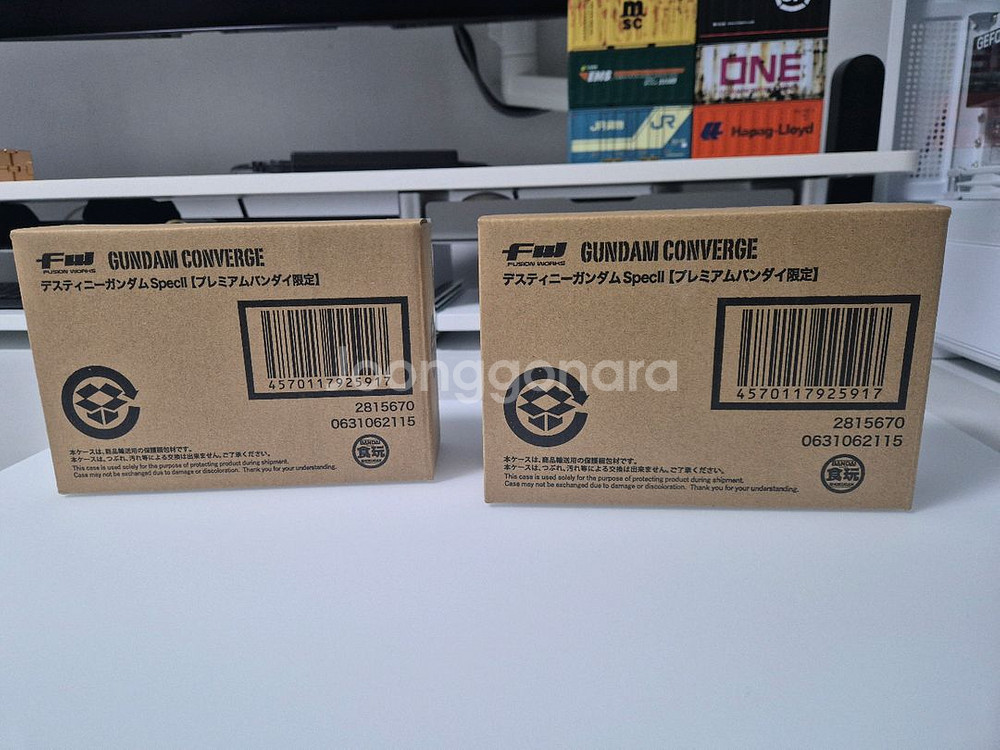 m
sc
EMS
ONE
JR貨物
JR
Hapag-Lloyd
GEFO
FW
FUSION WORKS
GUNDAM CONVERGE
デスティニーガンダムSpecII【プレミアムバンダイ限定】
4570117925917
2815670
0631062115
本ケースは、商品輸送用の保護梱包材です。
本ケースは、つぶれ、汚れ等による交換は出来ません。ご了承ください。
This case is used solely for the purpose of protecting product during shipment.
Case may not be exchanged due to damage or discoloration. Thank you for your understanding.
BANDAI
食玩
FW
FUSION WORKS
GUNDAM CONVERGE
デスティニーガンダムSpecII【プレミアムバンダイ限定】
4570117925917
2815670
0631062115
本ケースは、商品輸送用の保護梱包材です。
本ケースは、つぶれ、汚れ等による交換は出来ません。ご了承ください。
This case is used solely for the purpose of protecting product during shipment.
Case may not be exchanged due to damage or discoloration. Thank you for your understanding.
BANDAI
食玩
joonggonara